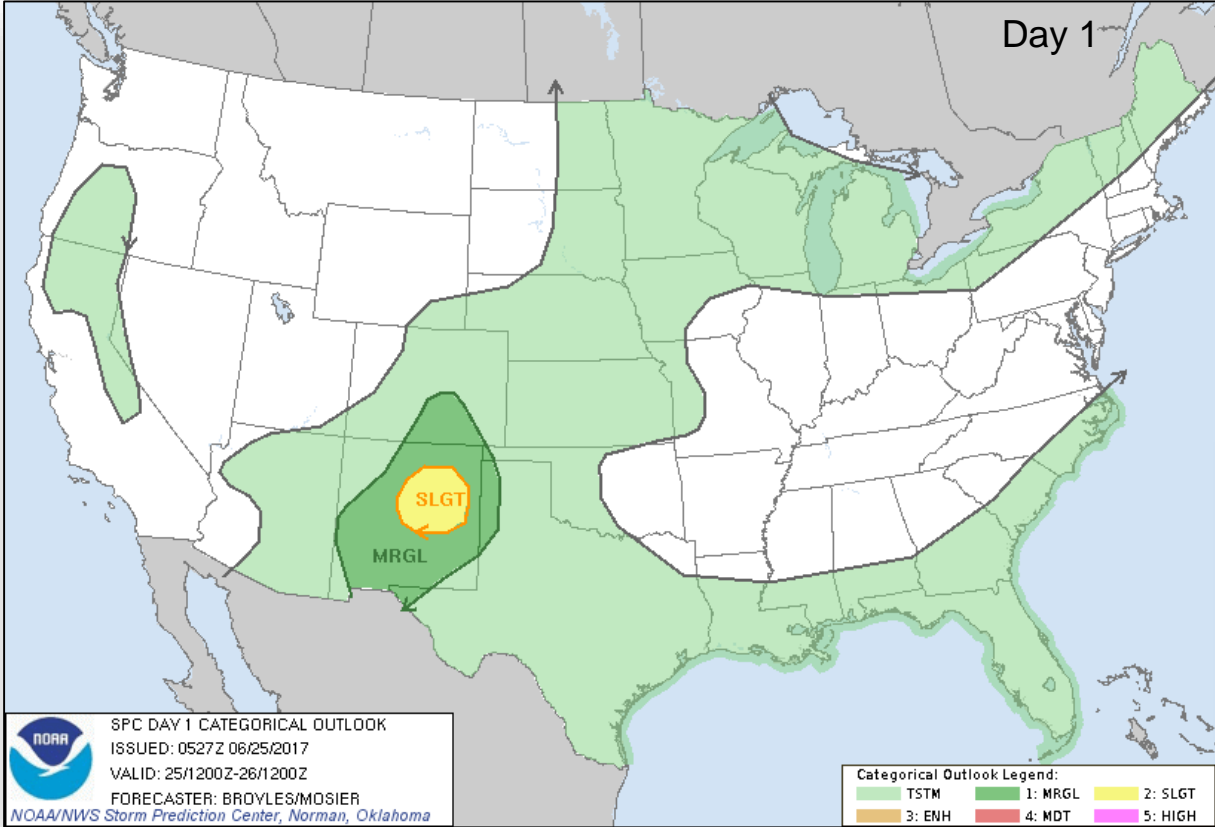 Day 1
SLGT
MRGL
NOAA
SPC DAY 1 CATEGORICAL OUTLOOK
ISSUED: 0527Z 06/25/2017
VALID: 25/1200Z-26/1200Z
FORECASTER: BROYLES/MOSIER
NOAA/NWS Storm Prediction Center, Norman, Oklahoma
Categorical Outlook Legend:
TSTM 1: MRGL 2: SLGT
3: ENH 4: MDT 5: HIGH